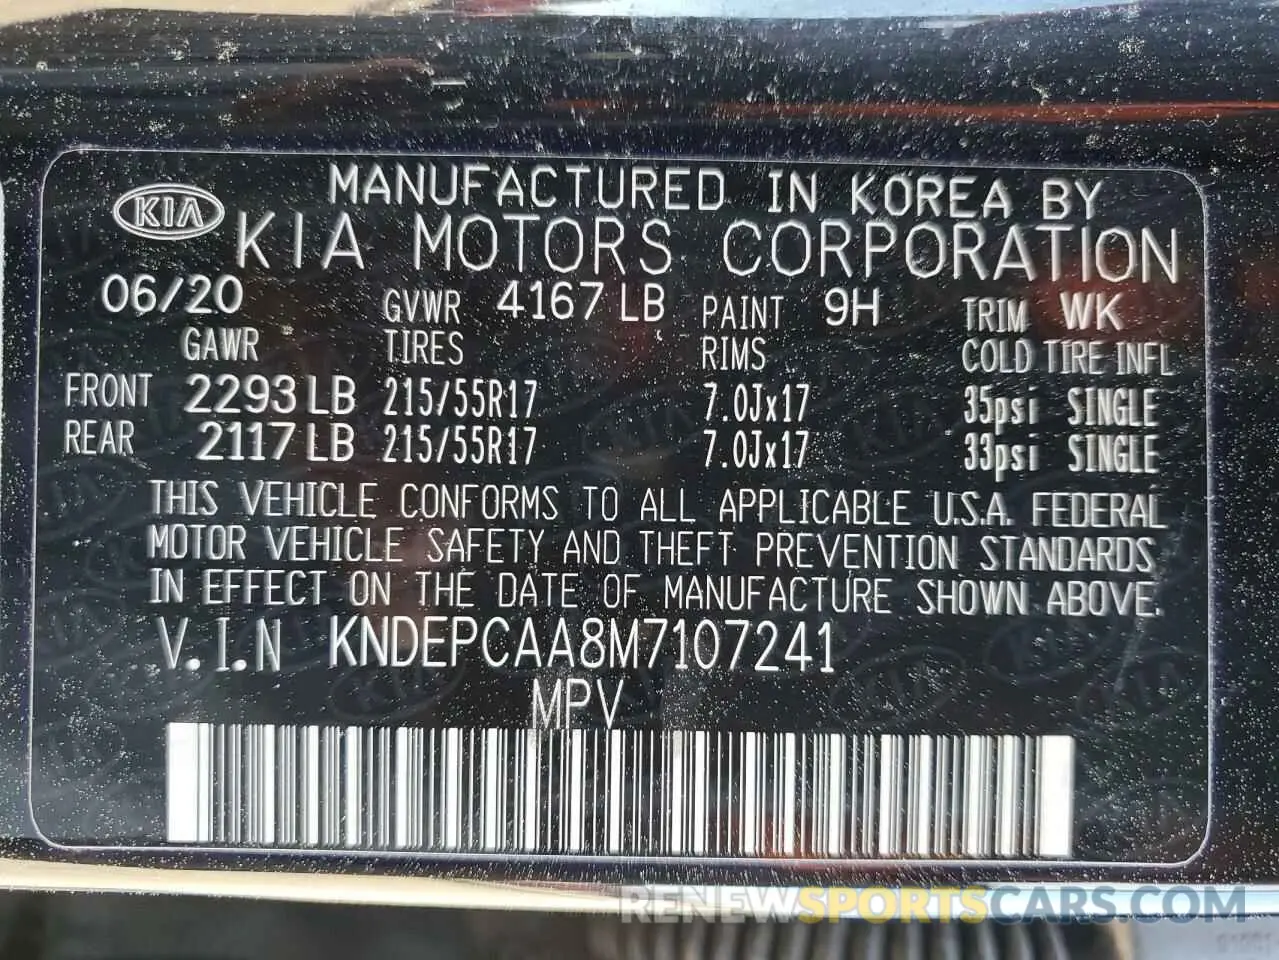 MANUFACTURED IN KOREA BY
KIA KIA MOTORS CORPORATION
06/20 GVWR 4167 LB PAINT 9H TRIM WK
GAWR TIRES RIMS COLD TIRE INFL
FRONT 2293 LB 215/55R17 7.0Jx17 35psi SINGLE
REAR 2117 LB 215/55R17 7.0Jx17 33psi SINGLE
THIS VEHICLE CONFORMS TO ALL APPLICABLE U.S.A. FEDERAL
MOTOR VEHICLE SAFETY AND THEFT PREVENTION STANDARDS
IN EFFECT ON THE DATE OF MANUFACTURE SHOWN ABOVE.
V.I.N KNDEPCAA8M7107241
MPV
RENEWSPORTSCARS.COM